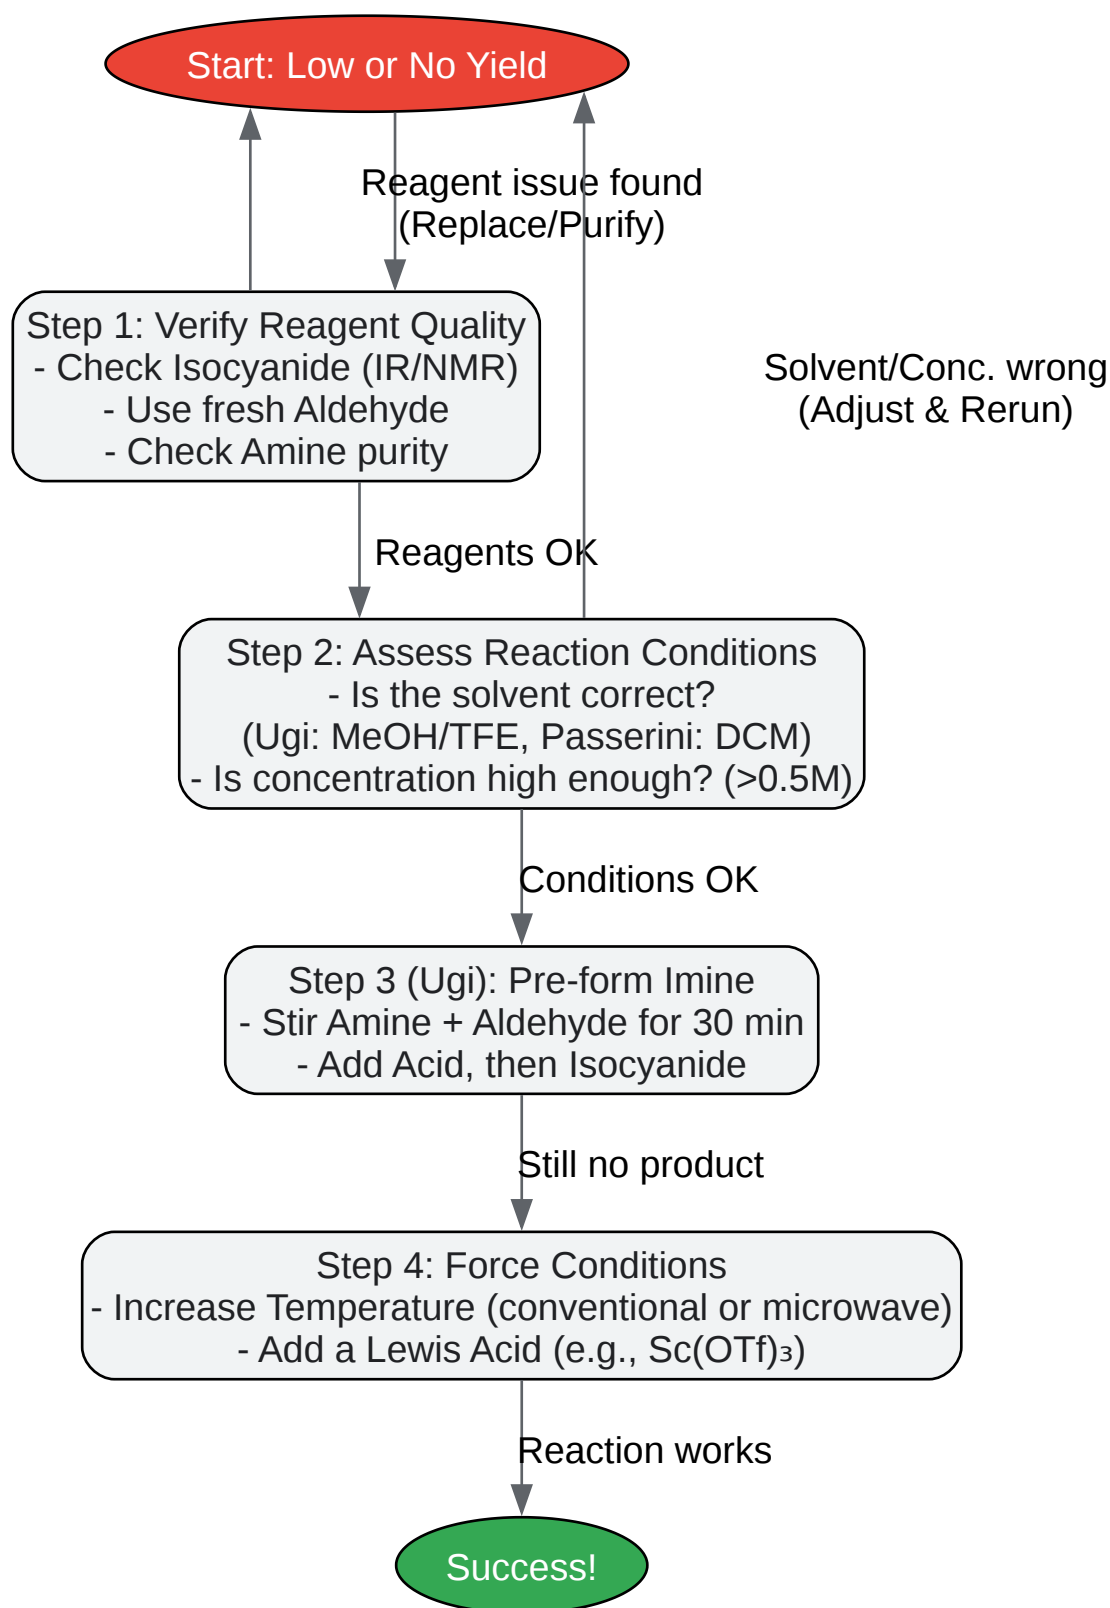 Start: Low or No Yield
Reagent issue found
(Replace/Purify)
Step 1: Verify Reagent Quality
- Check Isocyanide (IR/NMR)
- Use fresh Aldehyde
- Check Amine purity
Solvent/Conc. wrong
(Adjust & Rerun)
Reagents OK
Step 2: Assess Reaction Conditions
- Is the solvent correct?
(Ugi: MeOH/TFE, Passerini: DCM)
- Is concentration high enough? (>0.5M)
Conditions OK
Step 3 (Ugi): Pre-form Imine
- Stir Amine + Aldehyde for 30 min
- Add Acid, then Isocyanide
Still no product
Step 4: Force Conditions
- Increase Temperature (conventional or microwave)
- Add a Lewis Acid (e.g., Sc(OTf)₃)
Reaction works
Success!